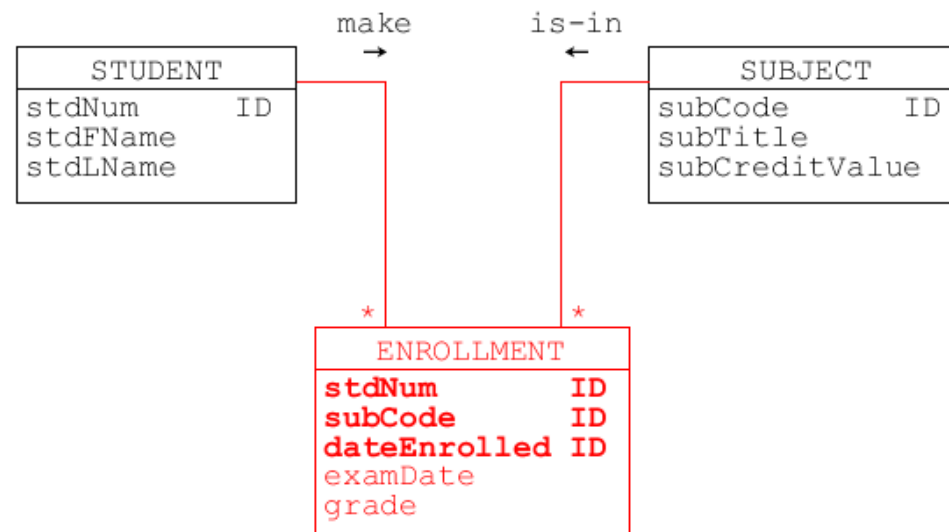 make
is-in
STUDENT
stdNum ID
stdFName
stdLName
SUBJECT
subCode ID
subTitle
subCreditValue
*
*
ENROLLMENT
stdNum ID
subCode ID
dateEnrolled ID
examDate
grade